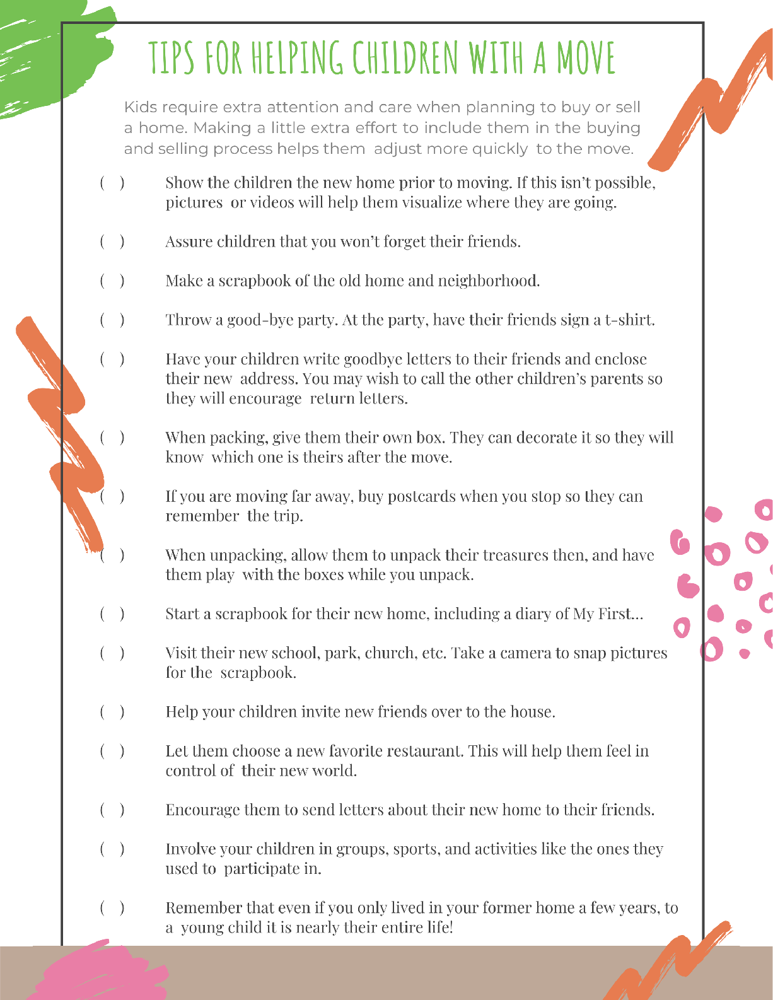 TIPS FOR HELPING CHILDREN WITH A MOVE
Kids require extra attention and care when planning to buy or sell
a home. Making a little extra effort to include them in the buying
and selling process helps them adjust more quickly to the move.
( ) Show the children the new home prior to moving. If this isn’t possible,
pictures or videos will help them visualize where they are going.
( ) Assure children that you won’t forget their friends.
( ) Make a scrapbook of the old home and neighborhood.
( ) Throw a good-bye party. At the party, have their friends sign a t-shirt.
( ) Have your children write goodbye letters to their friends and enclose
their new address. You may wish to call the other children’s parents so
they will encourage return letters.
( ) When packing, give them their own box. They can decorate it so they will
know which one is theirs after the move.
( ) If you are moving far away, buy postcards when you stop so they can
remember the trip.
( ) When unpacking, allow them to unpack their treasures then, and have
them play with the boxes while you unpack.
( ) Start a scrapbook for their new home, including a diary of My First...
( ) Visit their new school, park, church, etc. Take a camera to snap pictures
for the scrapbook.
( ) Help your children invite new friends over to the house.
( ) Let them choose a new favorite restaurant. This will help them feel in
control of their new world.
( ) Encourage them to send letters about their new home to their friends.
( ) Involve your children in groups, sports, and activities like the ones they
used to participate in.
( ) Remember that even if you only lived in your former home a few years, to
a young child it is nearly their entire life!